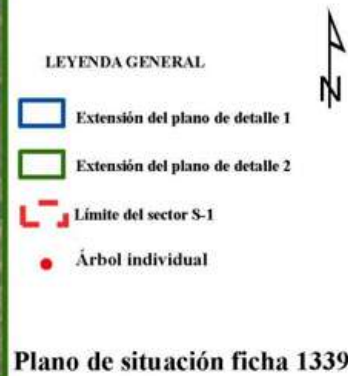 N
LEYENDA GENERAL
Extensión del plano de detalle 1
Extensión del plano de detalle 2
Límite del sector S-1
Árbol individual
Plano de situación ficha 1339